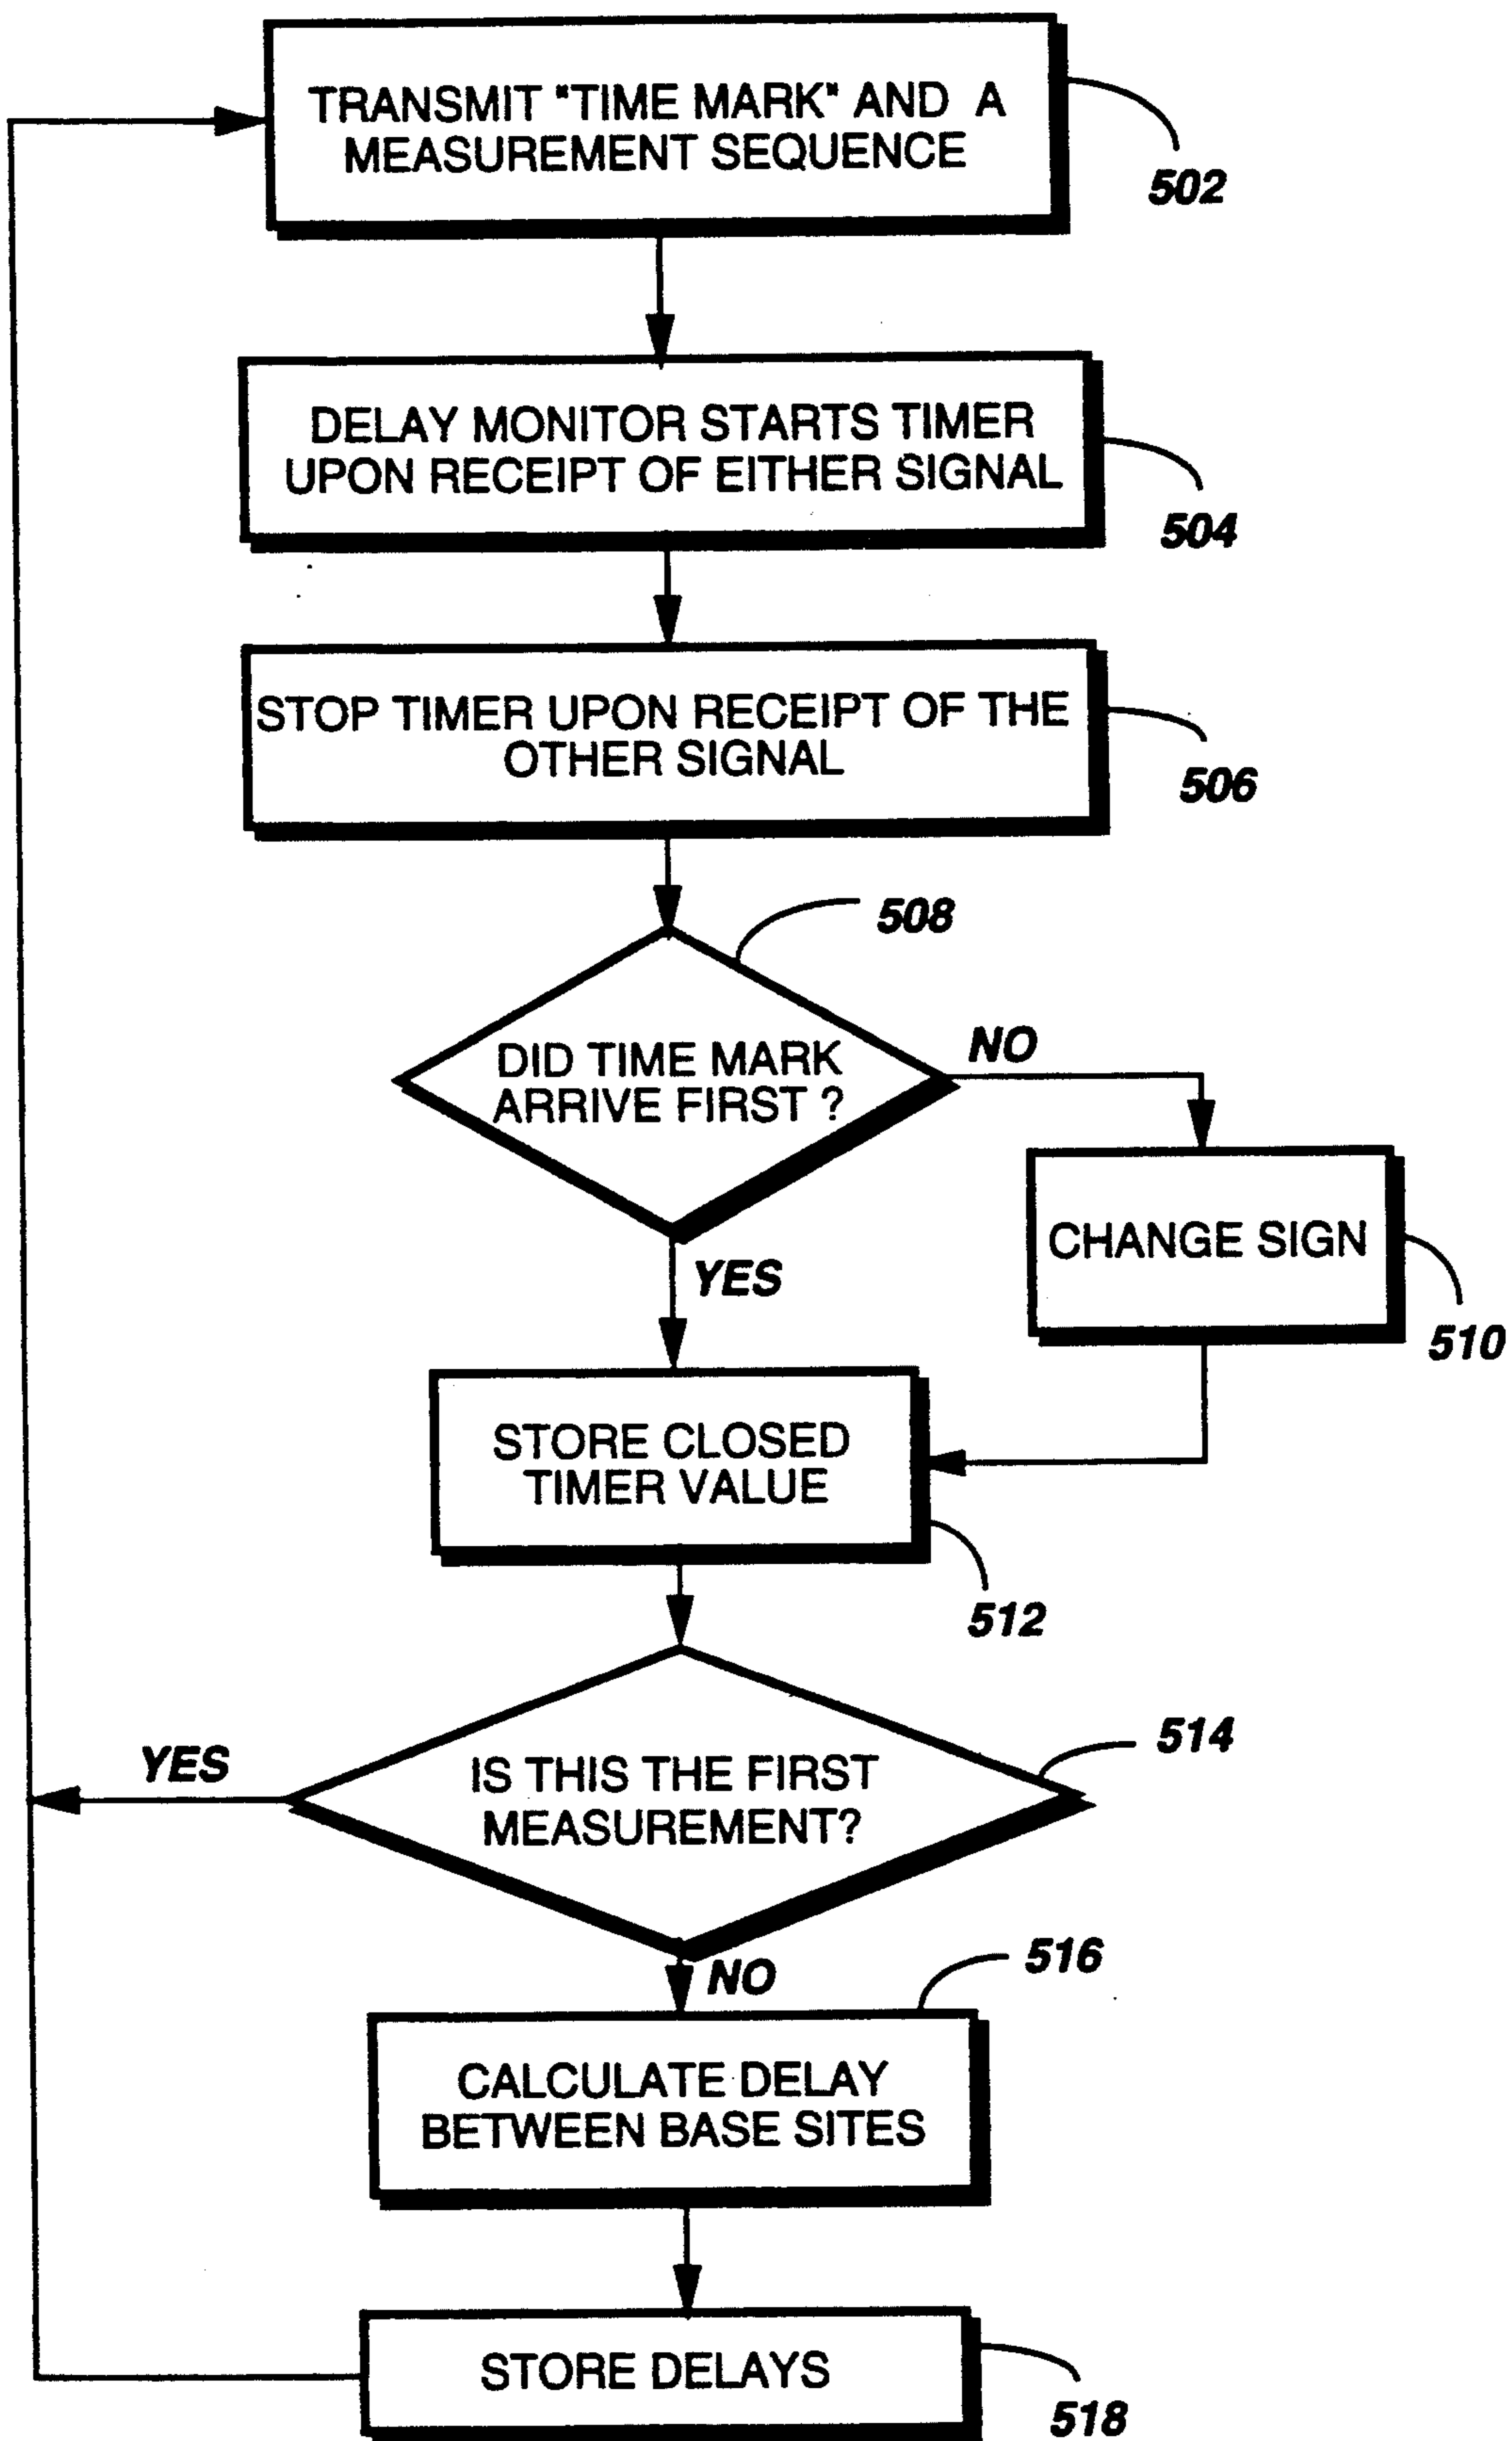 TRANSMIT "TIME MARK" AND A
MEASUREMENT SEQUENCE
502
DELAY MONITOR STARTS TIMER
UPON RECEIPT OF EITHER SIGNAL
504
STOP TIMER UPON RECEIPT OF THE
OTHER SIGNAL
506
508
DID TIME MARK
ARRIVE FIRST ?
NO
YES
CHANGE SIGN
510
STORE CLOSED
TIMER VALUE
512
514
IS THIS THE FIRST
MEASUREMENT?
YES
NO
516
CALCULATE DELAY
BETWEEN BASE SITES
STORE DELAYS
518